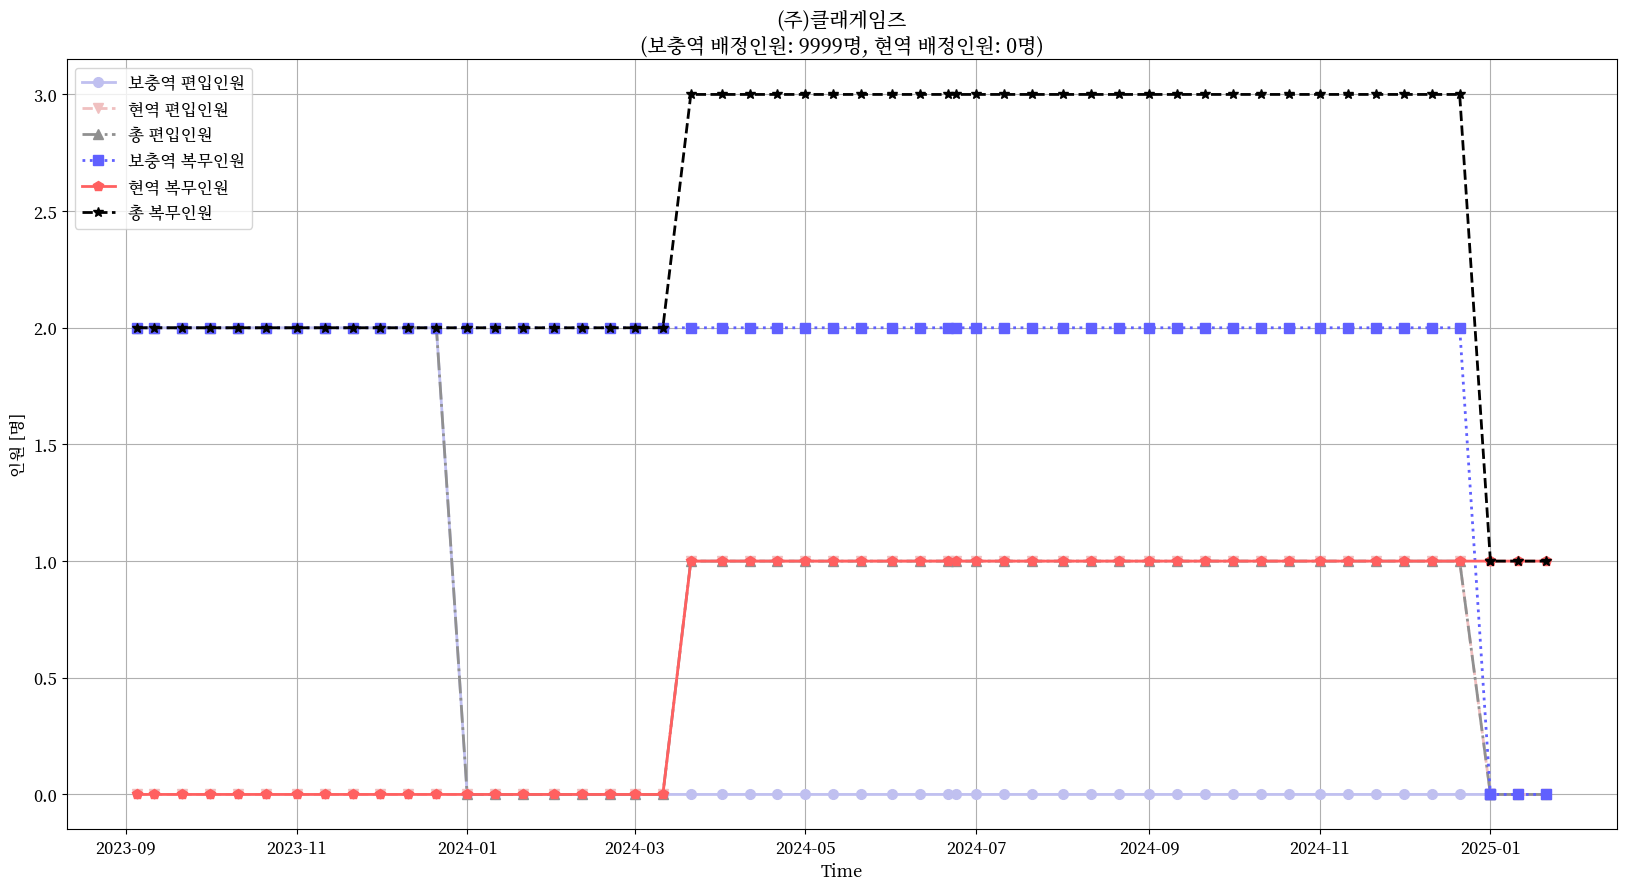 (주)클래게임즈
(보충역 배정인원: 9999명, 현역 배정인원: 0명)
보충역 편입인원
현역 편입인원
총 편입인원
보충역 복무인원
현역 복무인원
총 복무인원
인원 [명]
3.0
2.5
2.0
1.5
1.0
0.5
0.0
2023-09
2023-11
2024-01
2024-03
2024-05
2024-07
2024-09
2024-11
2025-01
Time